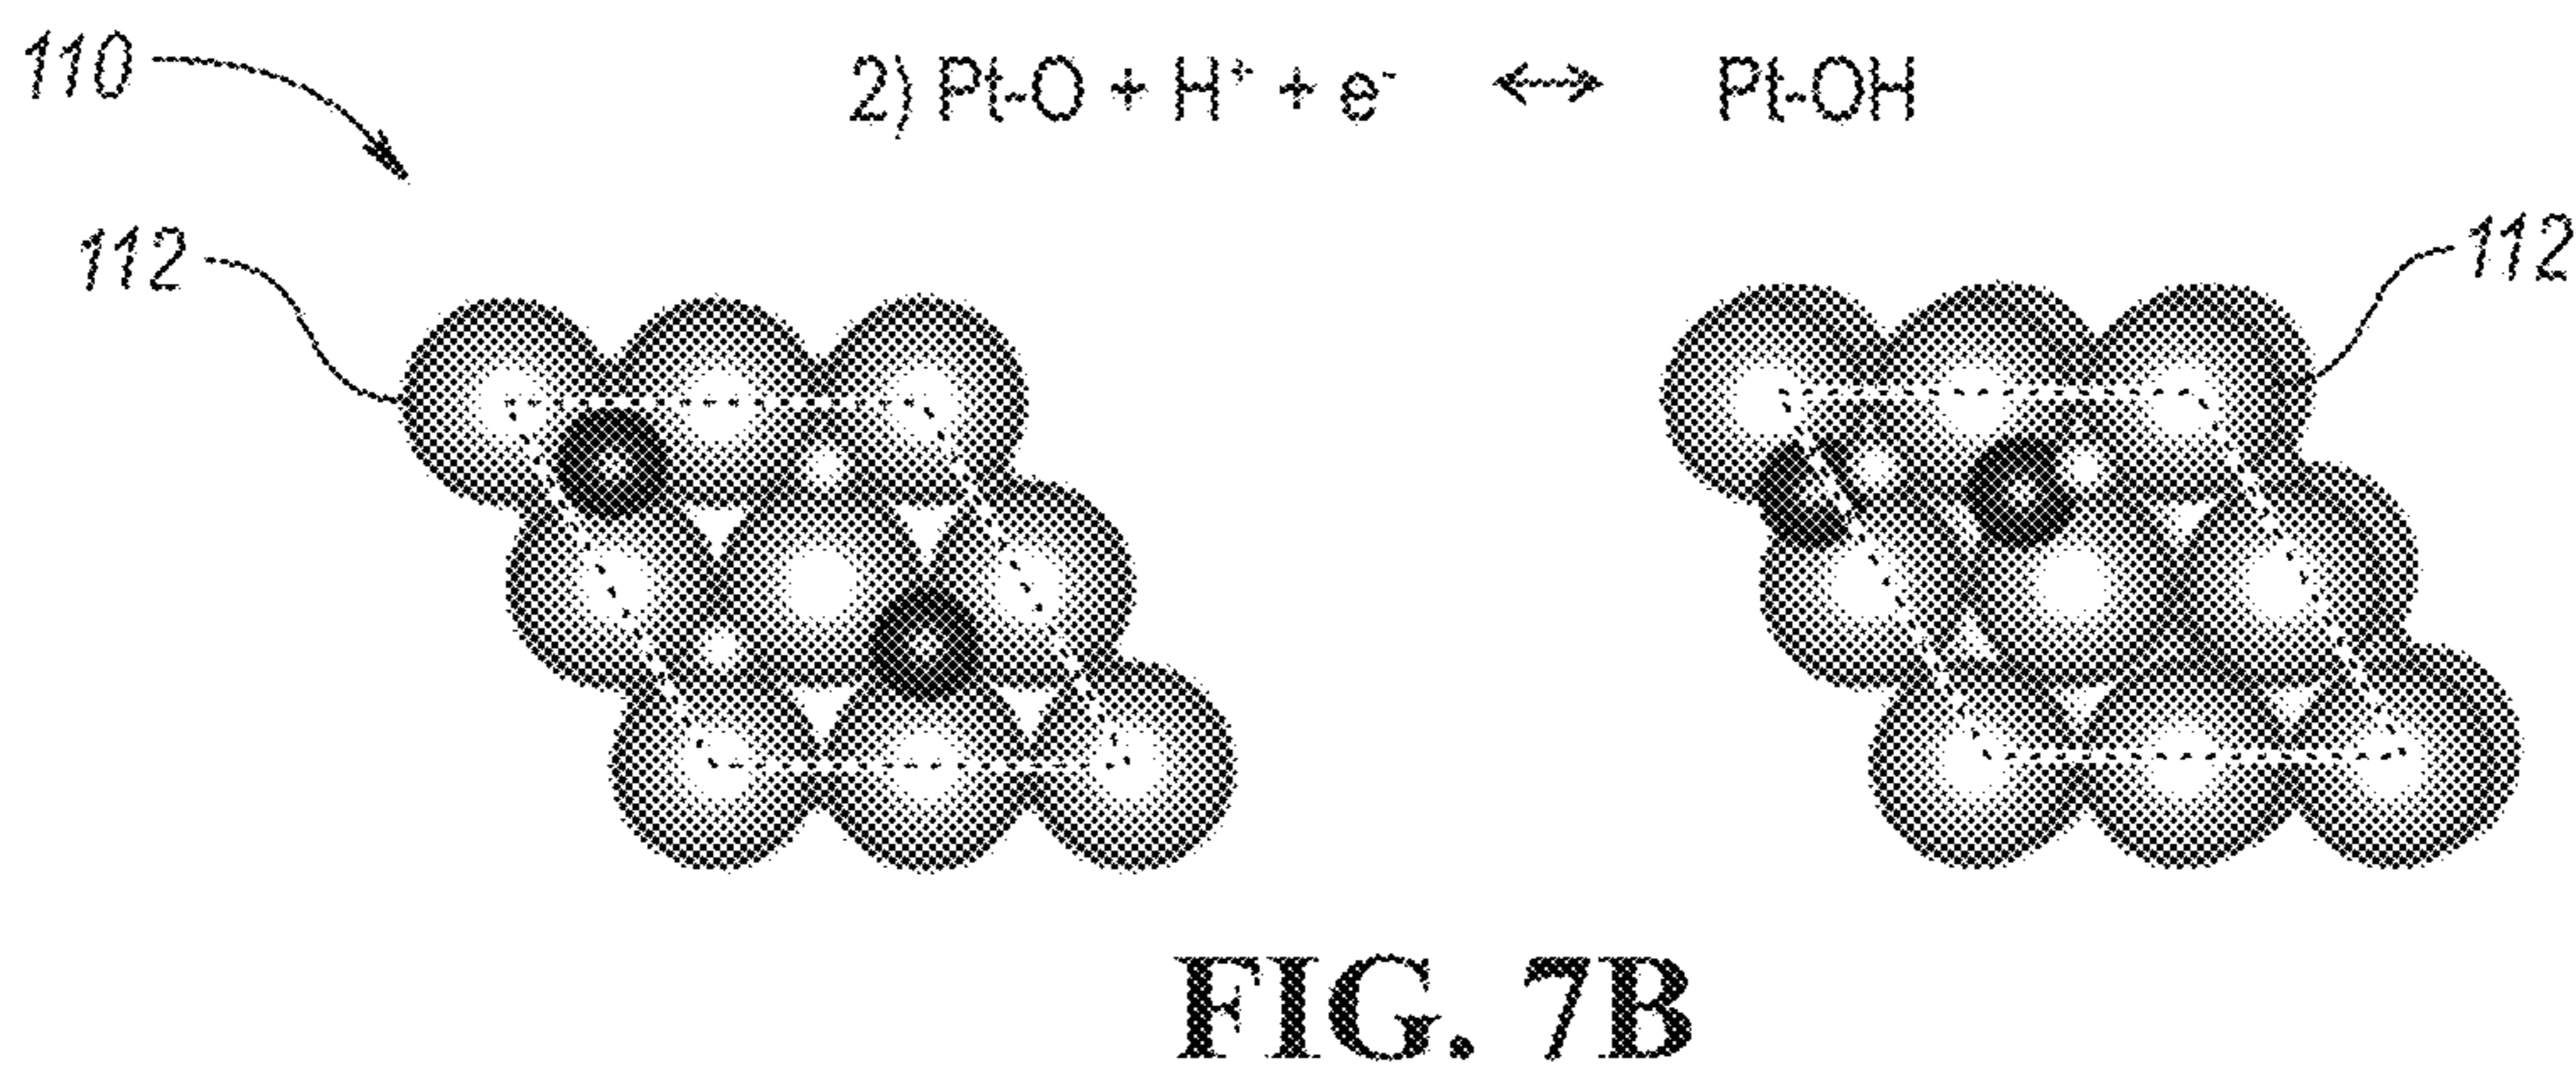 110
2) Pt-O + H⁺ + e⁻ ↔ Pt-OH
112
112
FIG. 7B